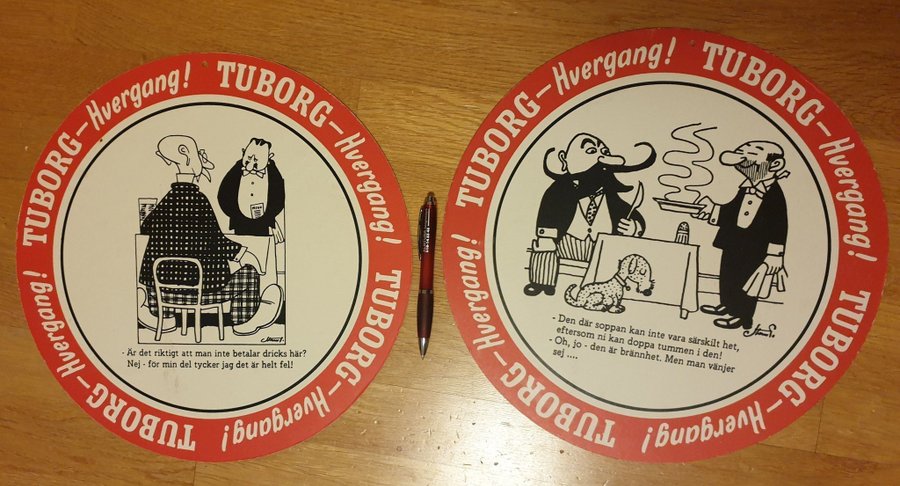 TUBORG – Hvergang!
TUBORG – Hvergang!
TUBORG – Hvergang!
TUBORG – Hvergang!
- Är det riktigt att man inte betalar dricks här?
Nej - för min del tycker jag det är helt fel!
TUBORG – Hvergang!
TUBORG – Hvergang!
TUBORG – Hvergang!
TUBORG – Hvergang!
- Den där soppan kan inte vara särskilt het,
eftersom ni kan doppa tummen i den!
- Oh, jo - den är brännhet. Men man vänjer
sej ....